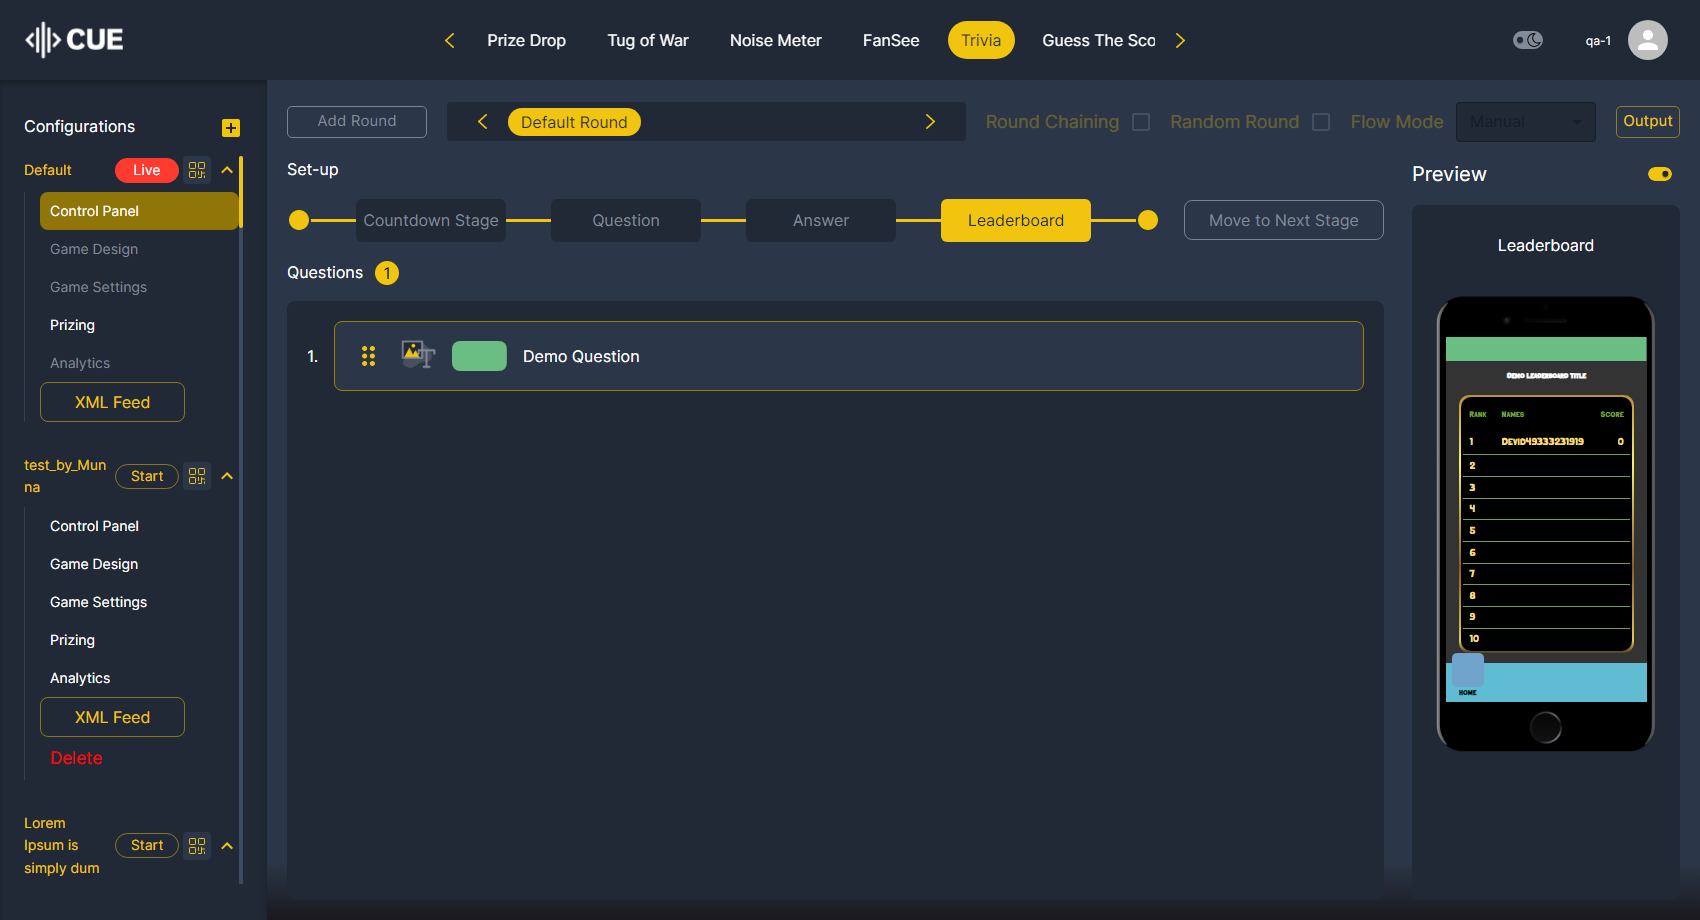 CUE
Prize Drop
Tug of War
Noise Meter
FanSee
Trivia
Guess The Sco
qa-1
Configurations
Default
Live
Control Panel
Game Design
Game Settings
Prizing
Analytics
XML Feed
test_by_Mun
na
Start
Control Panel
Game Design
Game Settings
Prizing
Analytics
XML Feed
Delete
Lorem
Ipsum is
simply dum
Start
Add Round
Default Round
Round Chaining
Random Round
Flow Mode
Manual
Output
Set-up
Countdown Stage
Question
Answer
Leaderboard
Move to Next Stage
Questions 1
1. Demo Question
Preview
Leaderboard
Demo Leaderboard Title
Rank Names Score
1 Devid49333231919 0
2
3
4
5
6
7
8
9
10
HOME